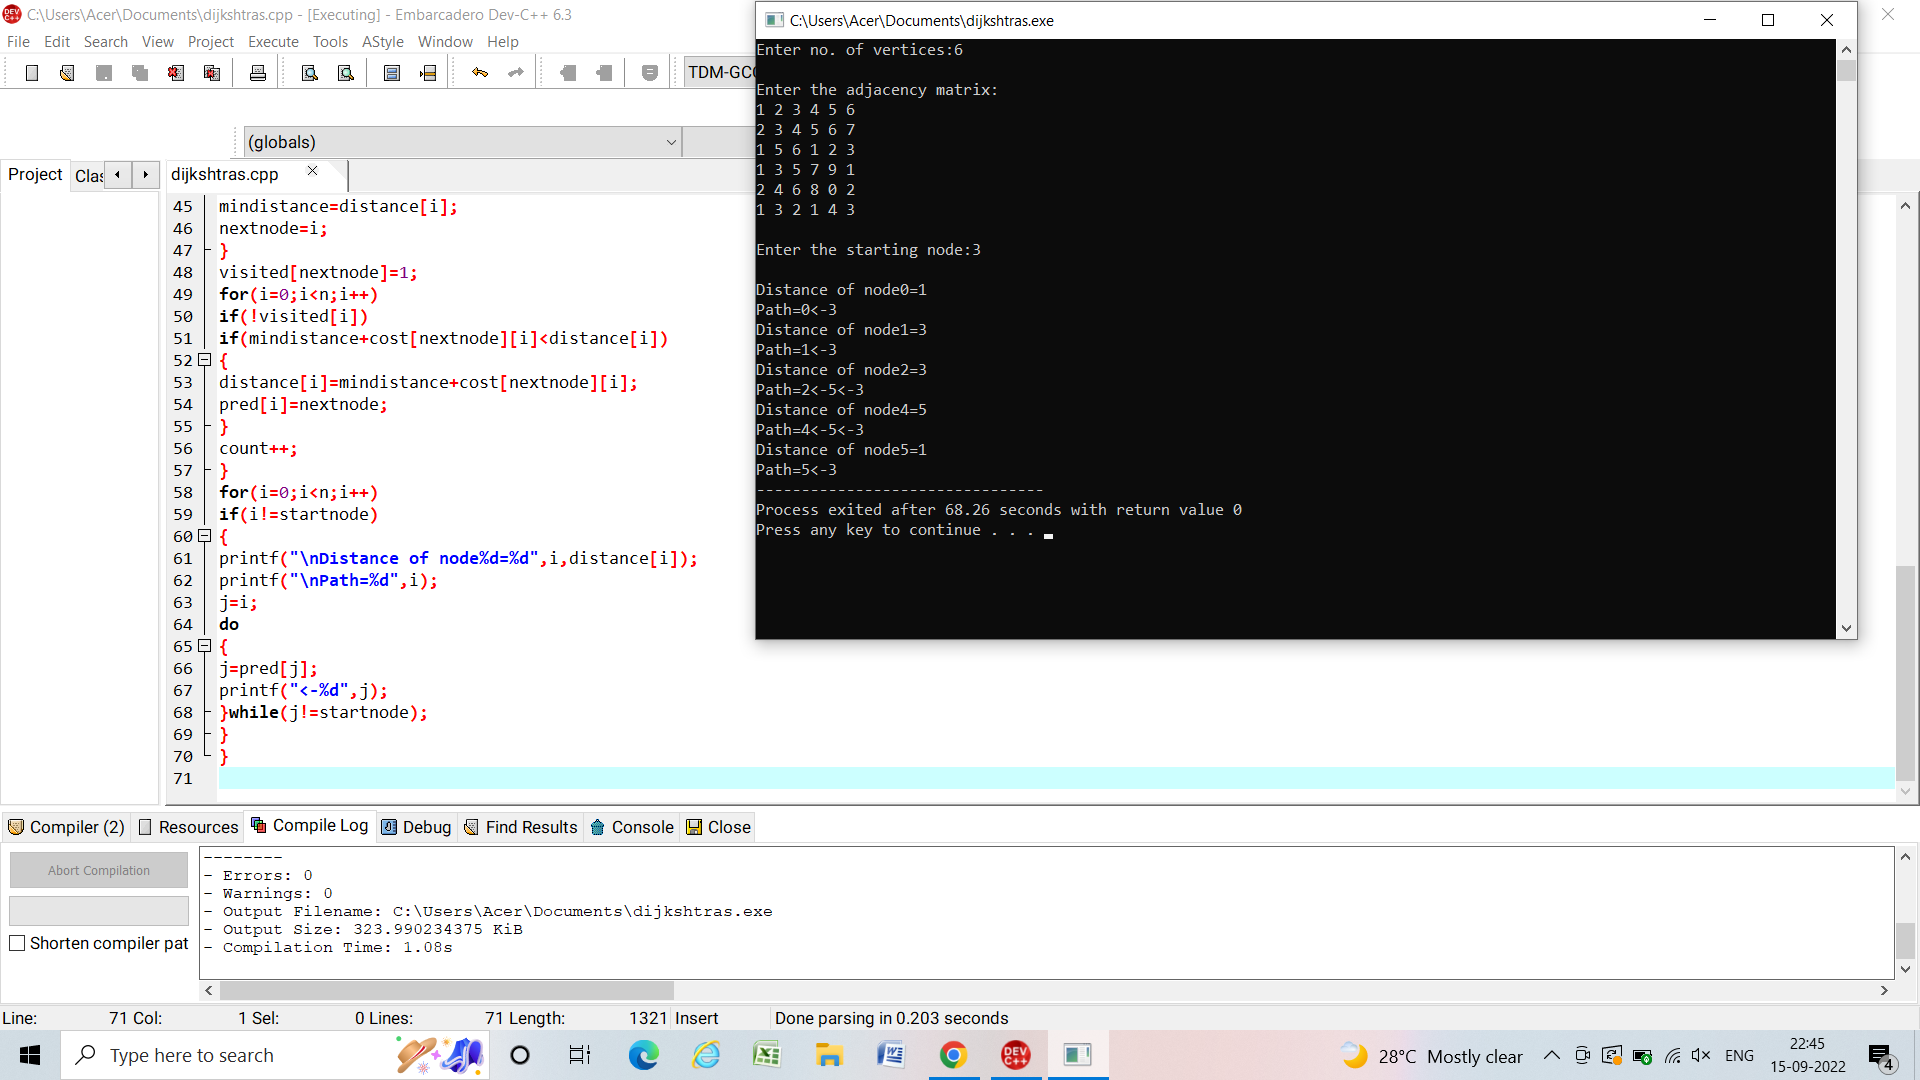 C:\Users\Acer\Documents\dijkshtras.cpp - [Executing] - Embarcadero Dev-C++ 6.3
File Edit Search View Project Execute Tools AStyle Window Help
TDM-GC
(globals)
Project Clas
dijkshtras.cpp
45 mindistance=distance[i];
46 nextnode=i;
47 }
48 visited[nextnode]=1;
49 for(i=0;i<n;i++)
50 if(!visited[i])
51 if(mindistance+cost[nextnode][i]<distance[i])
52 {
53 distance[i]=mindistance+cost[nextnode][i];
54 pred[i]=nextnode;
55 }
56 count++;
57 }
58 for(i=0;i<n;i++)
59 if(i!=startnode)
60 {
61 printf("\nDistance of node%d=%d",i,distance[i]);
62 printf("\nPath=%d",i);
63 j=i;
64 do
65 {
66 j=pred[j];
67 printf("<-%d",j);
68 }while(j!=startnode);
69 }
70 }
71
C:\Users\Acer\Documents\dijkshtras.exe
Enter no. of vertices:6
Enter the adjacency matrix:
1 2 3 4 5 6
2 3 4 5 6 7
1 5 6 1 2 3
1 3 5 7 9 1
2 4 6 8 0 2
1 3 2 1 4 3
Enter the starting node:3
Distance of node0=1
Path=0<-3
Distance of node1=3
Path=1<-3
Distance of node2=3
Path=2<-5<-3
Distance of node4=5
Path=4<-5<-3
Distance of node5=1
Path=5<-3
--------------------------------
Process exited after 68.26 seconds with return value 0
Press any key to continue . . .
Compiler (2) Resources Compile Log Debug Find Results Console Close
Abort Compilation
Shorten compiler pat
--------
- Errors: 0
- Warnings: 0
- Output Filename: C:\Users\Acer\Documents\dijkshtras.exe
- Output Size: 323.990234375 KiB
- Compilation Time: 1.08s
Line: 71 Col: 1 Sel: 0 Lines: 71 Length: 1321 Insert Done parsing in 0.203 seconds
Type here to search
DEV C++
28°C Mostly clear
ENG
22:45
15-09-2022
4